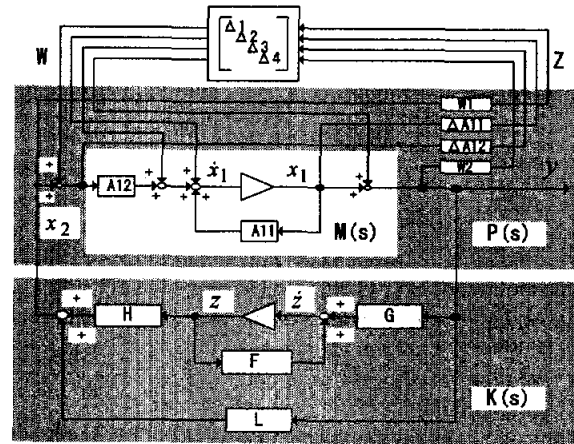 Δ1
Δ2
Δ3
Δ4
W
Z
W1
ΔA11
ΔA12
W2
y
+
+
x2
A12
+
+
+
+
+
ẋ1
x1
+
+
A11
M(s)
P(s)
+
+
H
z
ż
+
+
G
F
L
K(s)